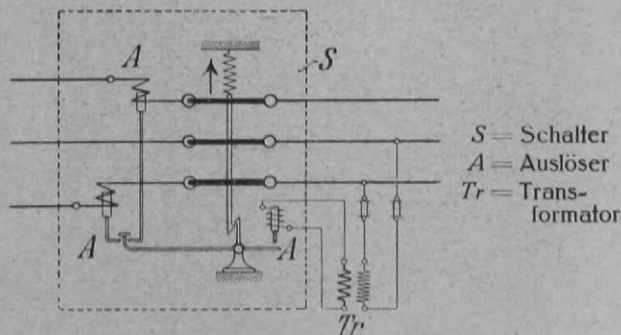 A
S
A
A
Tr
S = Schalter
A = Auslöser
Tr = Trans-
formator